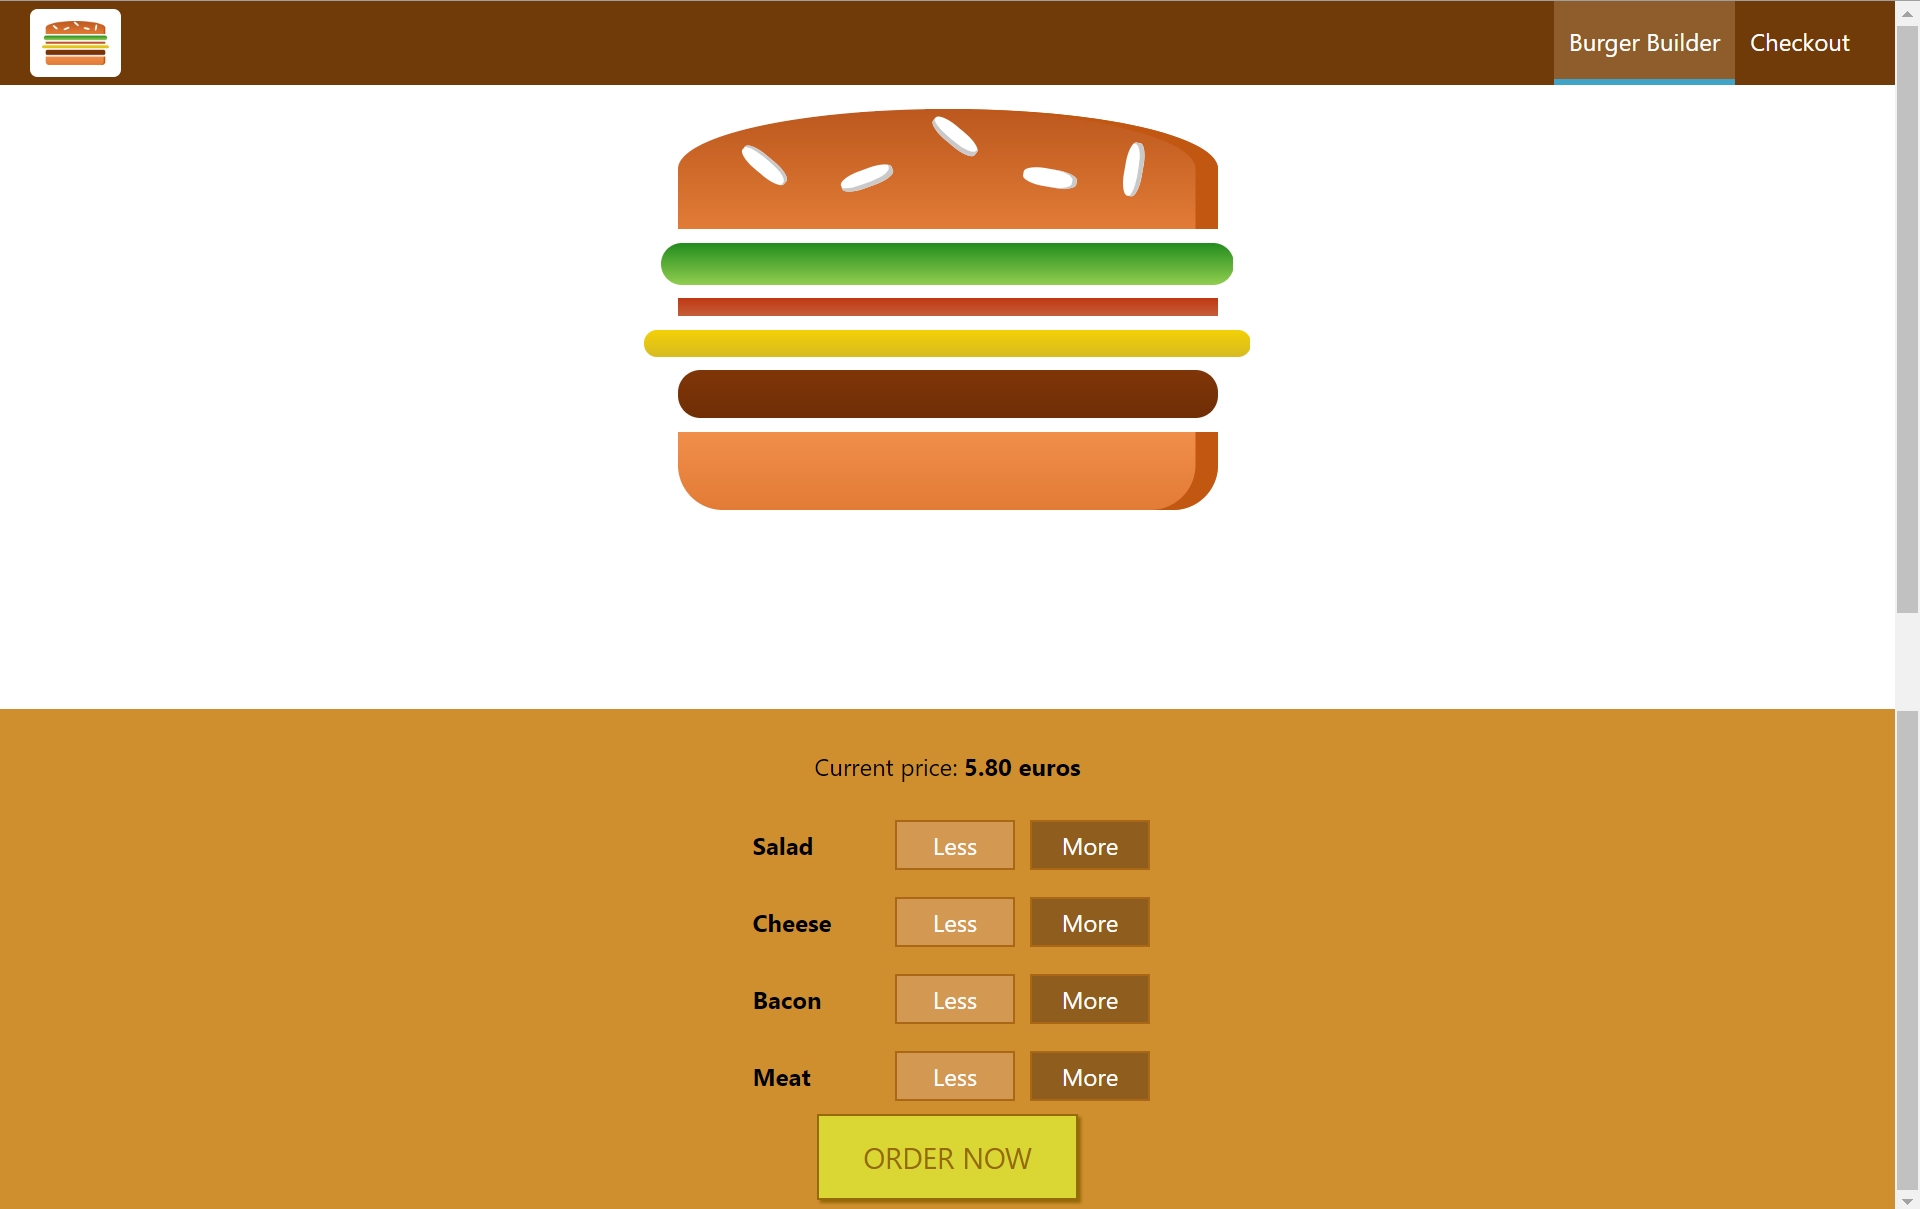 Burger Builder Checkout
Current price: 5.80 euros
Salad Less More
Cheese Less More
Bacon Less More
Meat Less More
ORDER NOW